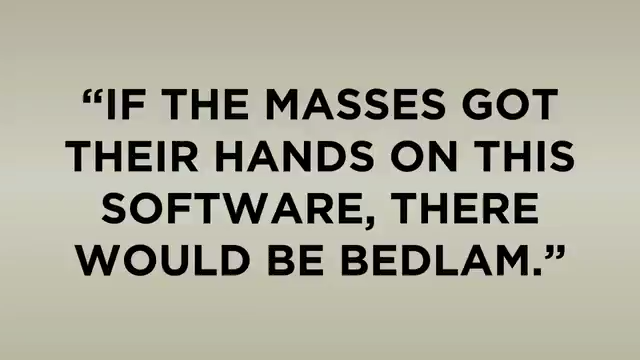 “IF THE MASSES GOT
THEIR HANDS ON THIS
SOFTWARE, THERE
WOULD BE BEDLAM.”